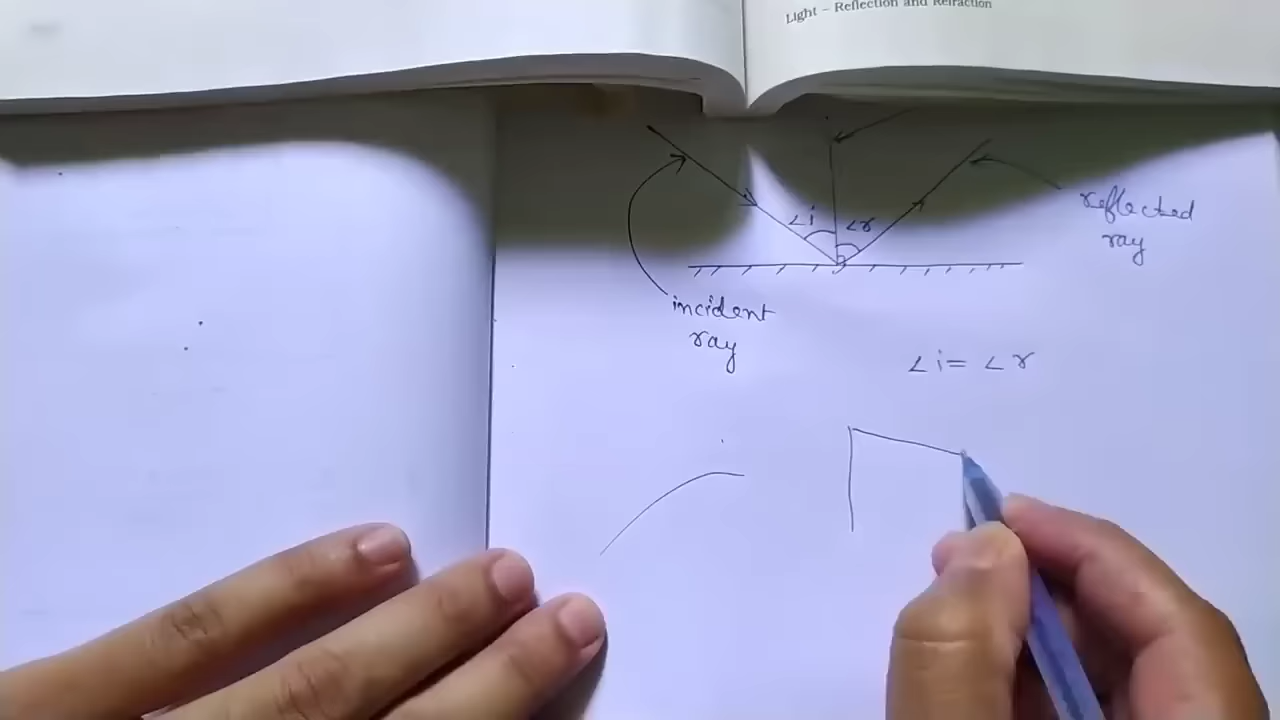 Light – Reflection and Refraction
∠i ∠r
reflected
ray
incident
ray
∠i = ∠r